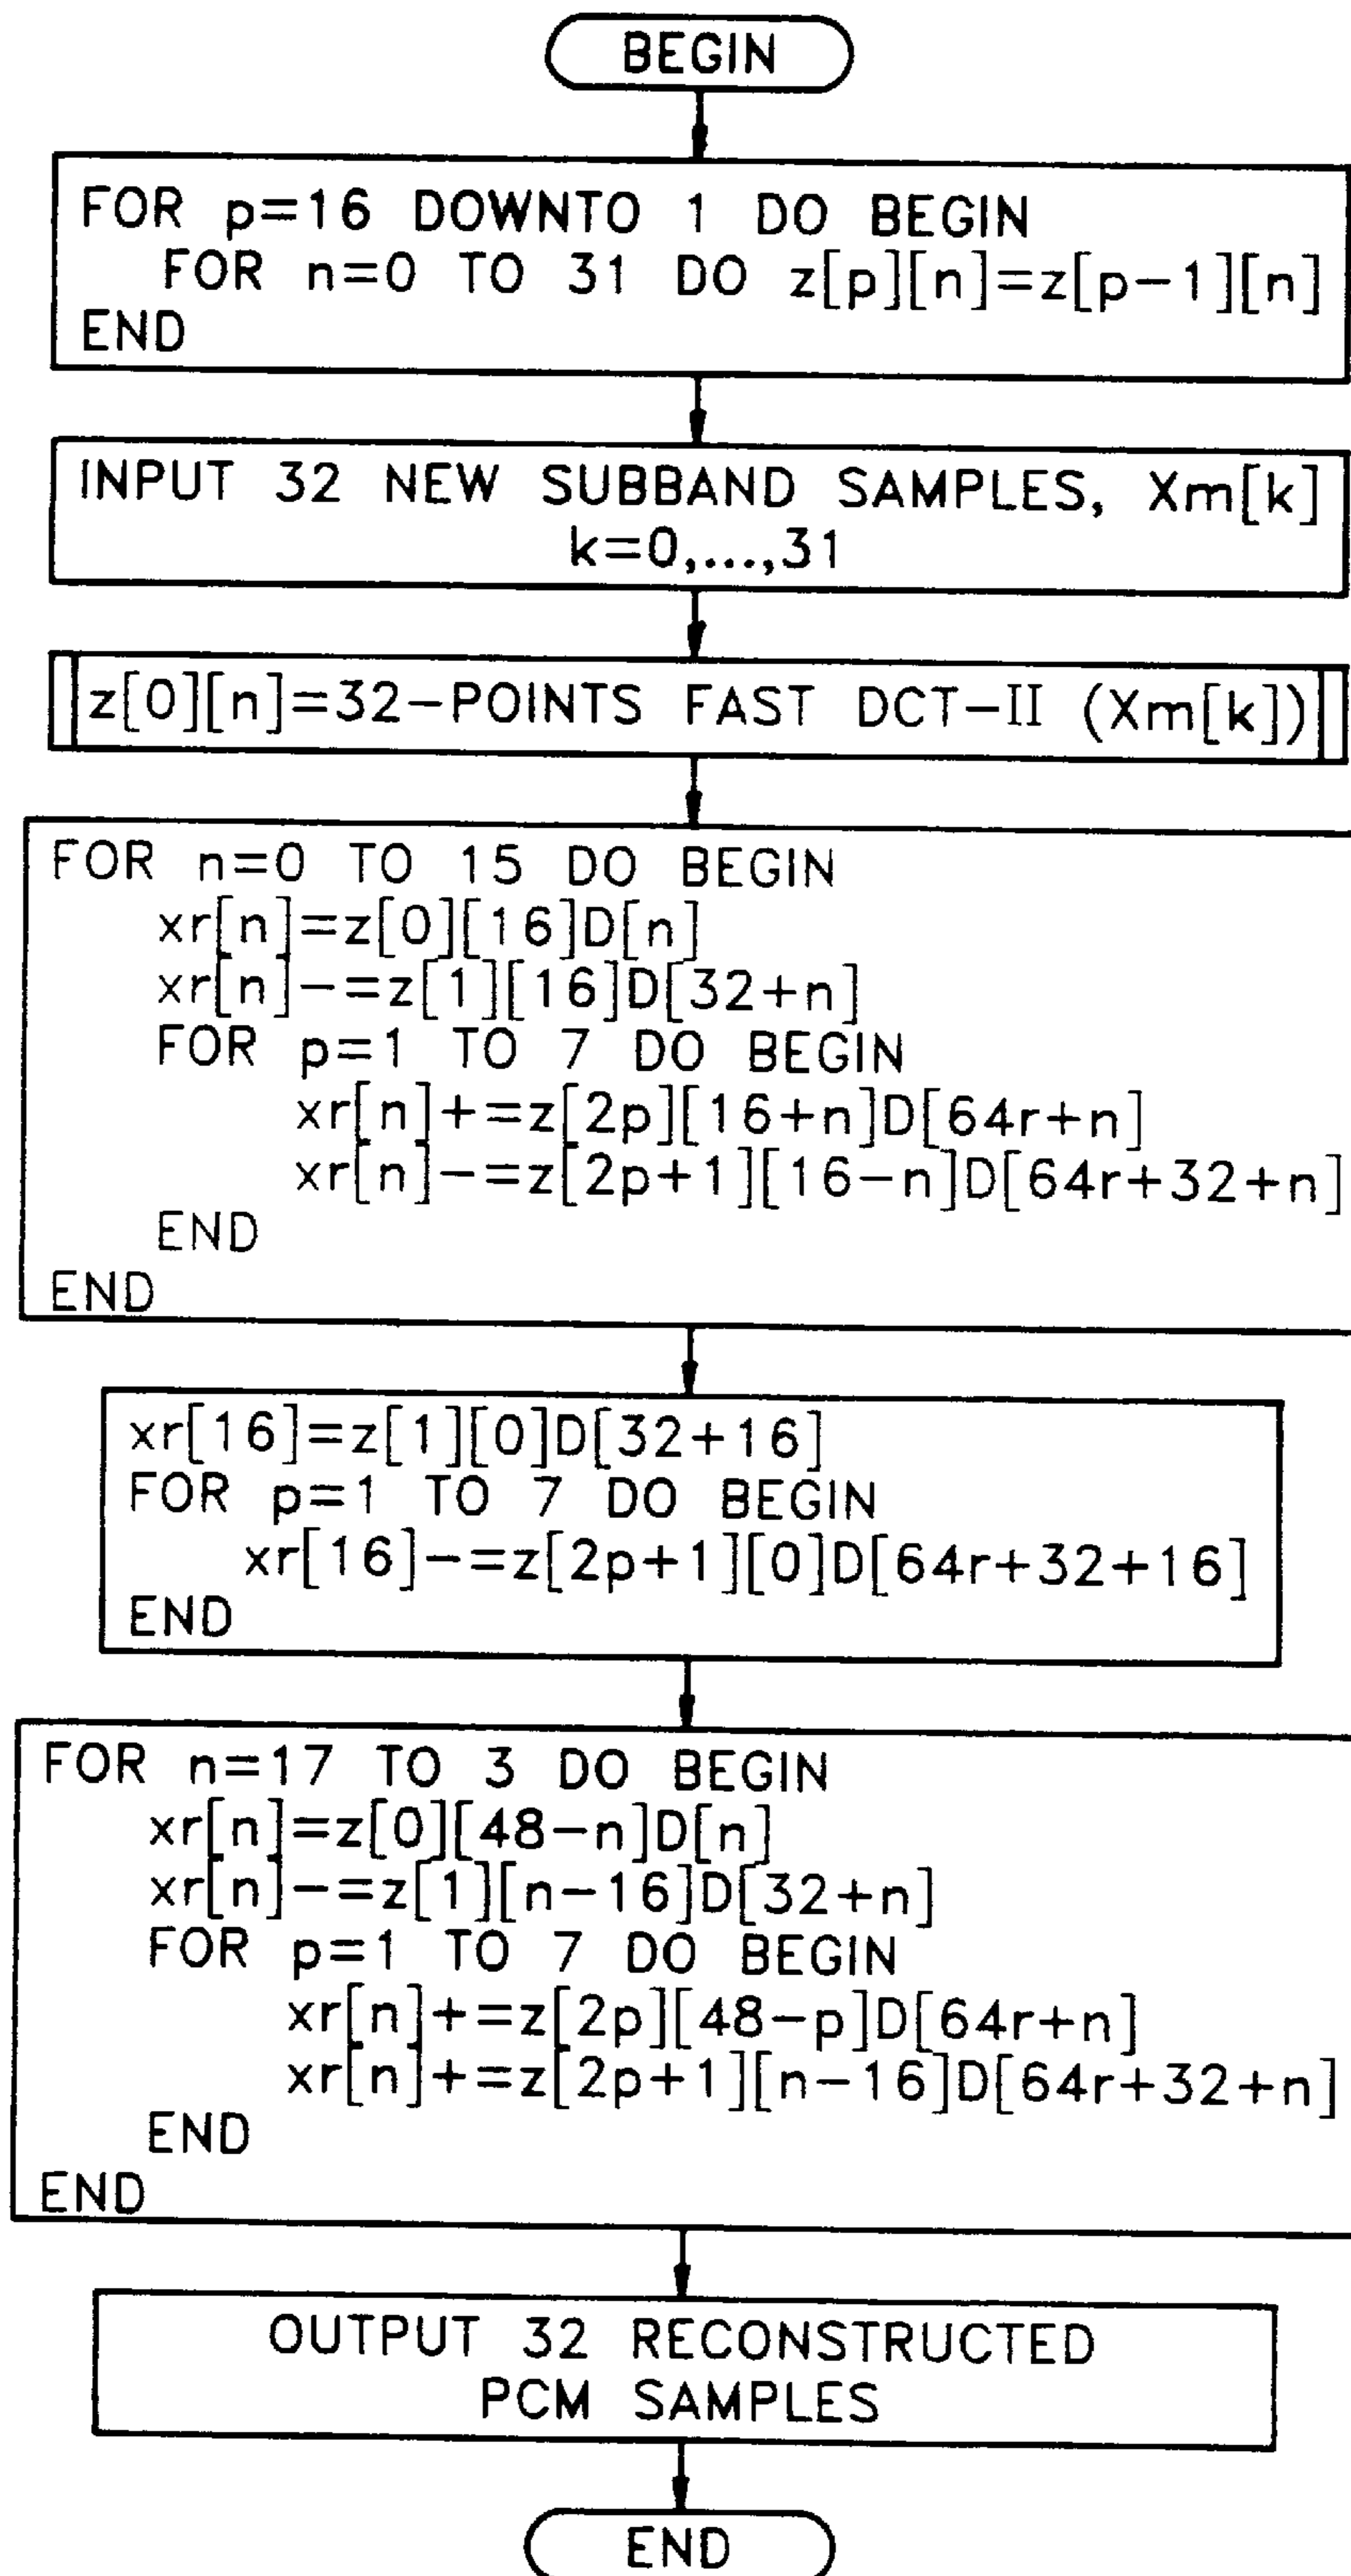 BEGIN
FOR p=16 DOWNTO 1 DO BEGIN
FOR n=0 TO 31 DO z[p][n]=z[p-1][n]
END
INPUT 32 NEW SUBBAND SAMPLES, Xm[k]
k=0,...,31
z[0][n]=32-POINTS FAST DCT-II (Xm[k])
FOR n=0 TO 15 DO BEGIN
xr[n]=z[0][16]D[n]
xr[n]-=z[1][16]D[32+n]
FOR p=1 TO 7 DO BEGIN
xr[n]+=z[2p][16+n]D[64r+n]
xr[n]-=z[2p+1][16-n]D[64r+32+n]
END
END
xr[16]=z[1][0]D[32+16]
FOR p=1 TO 7 DO BEGIN
xr[16]-=z[2p+1][0]D[64r+32+16]
END
FOR n=17 TO 3 DO BEGIN
xr[n]=z[0][48-n]D[n]
xr[n]-=z[1][n-16]D[32+n]
FOR p=1 TO 7 DO BEGIN
xr[n]+=z[2p][48-p]D[64r+n]
xr[n]+=z[2p+1][n-16]D[64r+32+n]
END
END
OUTPUT 32 RECONSTRUCTED
PCM SAMPLES
END